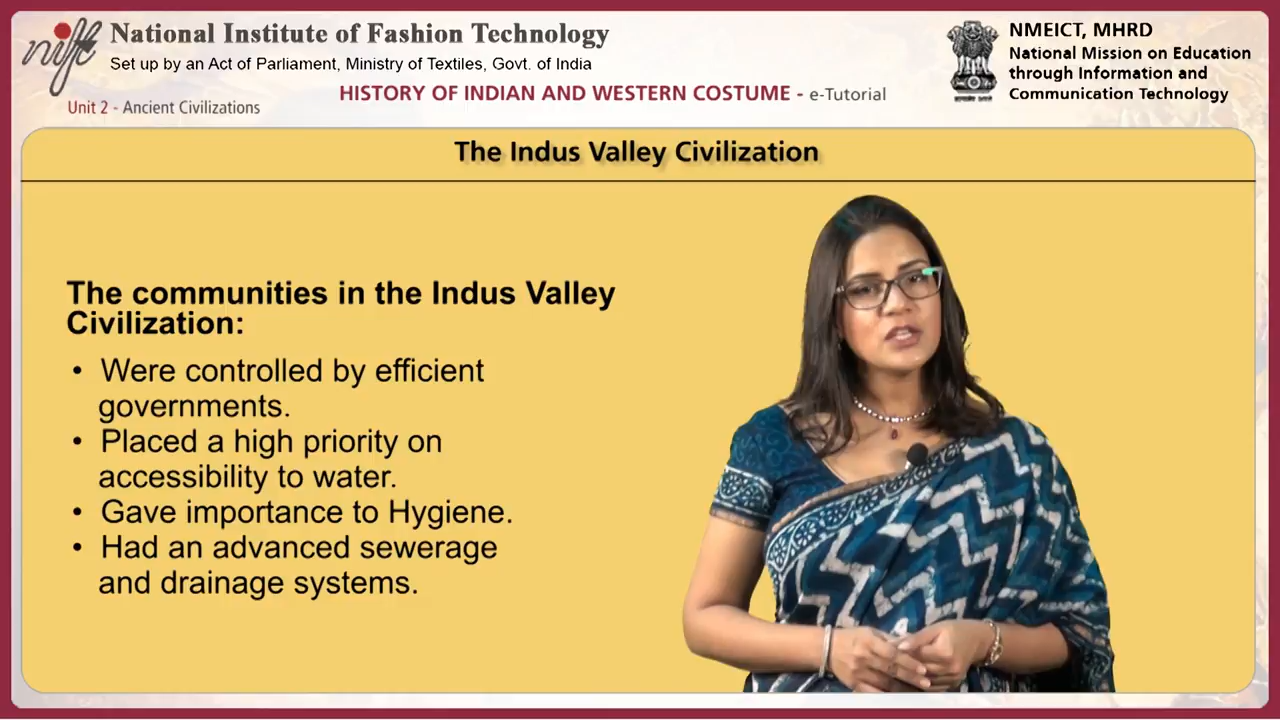 nift
National Institute of Fashion Technology
Set up by an Act of Parliament, Ministry of Textiles, Govt. of India
HISTORY OF INDIAN AND WESTERN COSTUME - e-Tutorial
Unit 2 - Ancient Civilizations
NMEICT, MHRD
National Mission on Education
through Information and
Communication Technology
The Indus Valley Civilization
The communities in the Indus Valley
Civilization:
• Were controlled by efficient
governments.
• Placed a high priority on
accessibility to water.
• Gave importance to Hygiene.
• Had an advanced sewerage
and drainage systems.